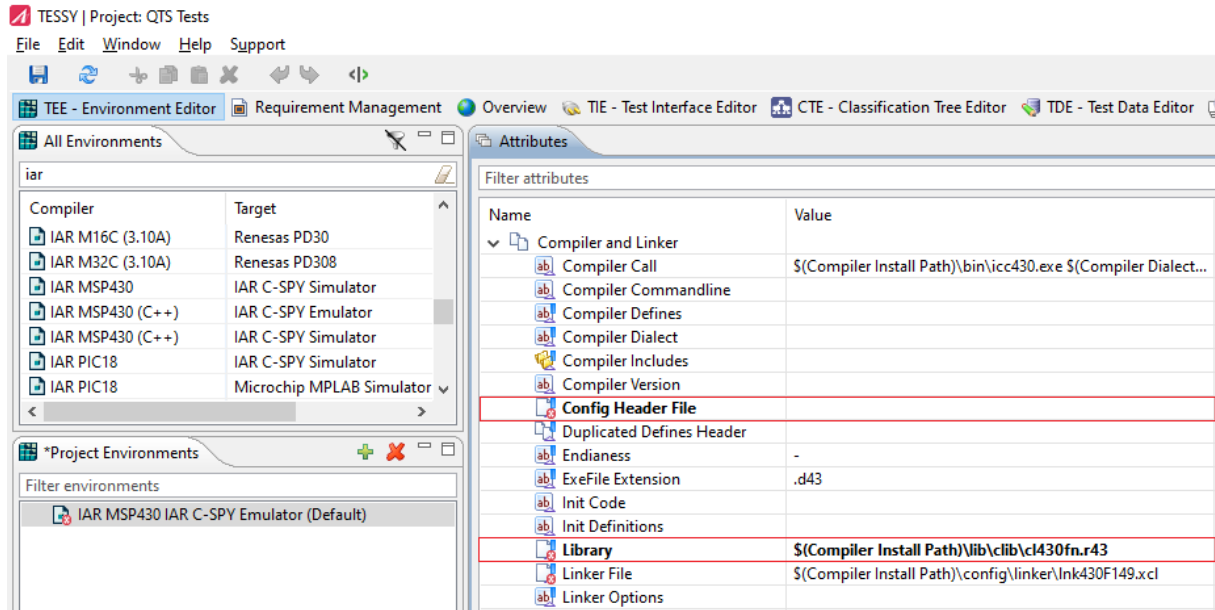 TESSY | Project: QTS Tests
File Edit Window Help Support
TEE - Environment Editor Requirement Management Overview TIE - Test Interface Editor CTE - Classification Tree Editor TDE - Test Data Editor
All Environments
iar
Compiler Target
IAR M16C (3.10A) Renesas PD30
IAR M32C (3.10A) Renesas PD308
IAR MSP430 IAR C-SPY Simulator
IAR MSP430 (C++) IAR C-SPY Emulator
IAR MSP430 (C++) IAR C-SPY Simulator
IAR PIC18 IAR C-SPY Simulator
IAR PIC18 Microchip MPLAB Simulator
*Project Environments
Filter environments
IAR MSP430 IAR C-SPY Emulator (Default)
Attributes
Filter attributes
Name Value
Compiler and Linker
Compiler Call $(Compiler Install Path)\bin\icc430.exe $(Compiler Dialect...
Compiler Commandline
Compiler Defines
Compiler Dialect
Compiler Includes
Compiler Version
Config Header File
Duplicated Defines Header
Endianess -
ExeFile Extension .d43
Init Code
Init Definitions
Library $(Compiler Install Path)\lib\clib\cl430fn.r43
Linker File $(Compiler Install Path)\config\linker\lnk430F149.xcl
Linker Options